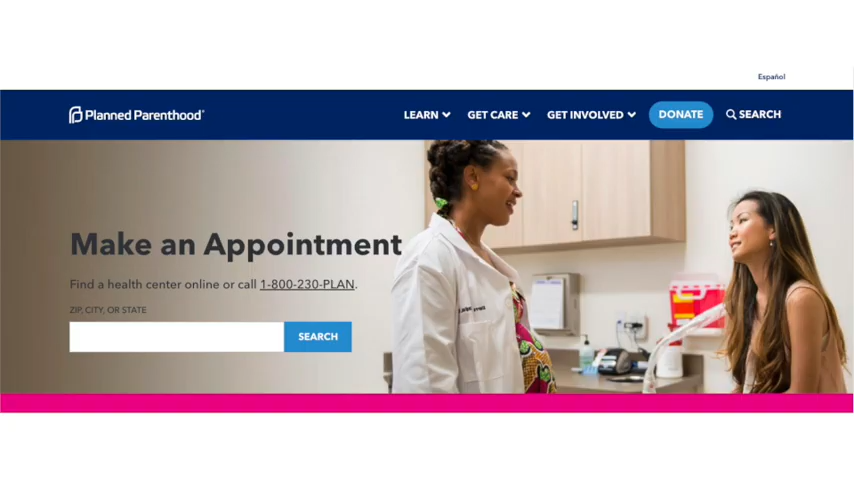 Español
Planned Parenthood®
LEARN
GET CARE
GET INVOLVED
DONATE
SEARCH
Make an Appointment
Find a health center online or call 1-800-230-PLAN.
ZIP, CITY, OR STATE
SEARCH